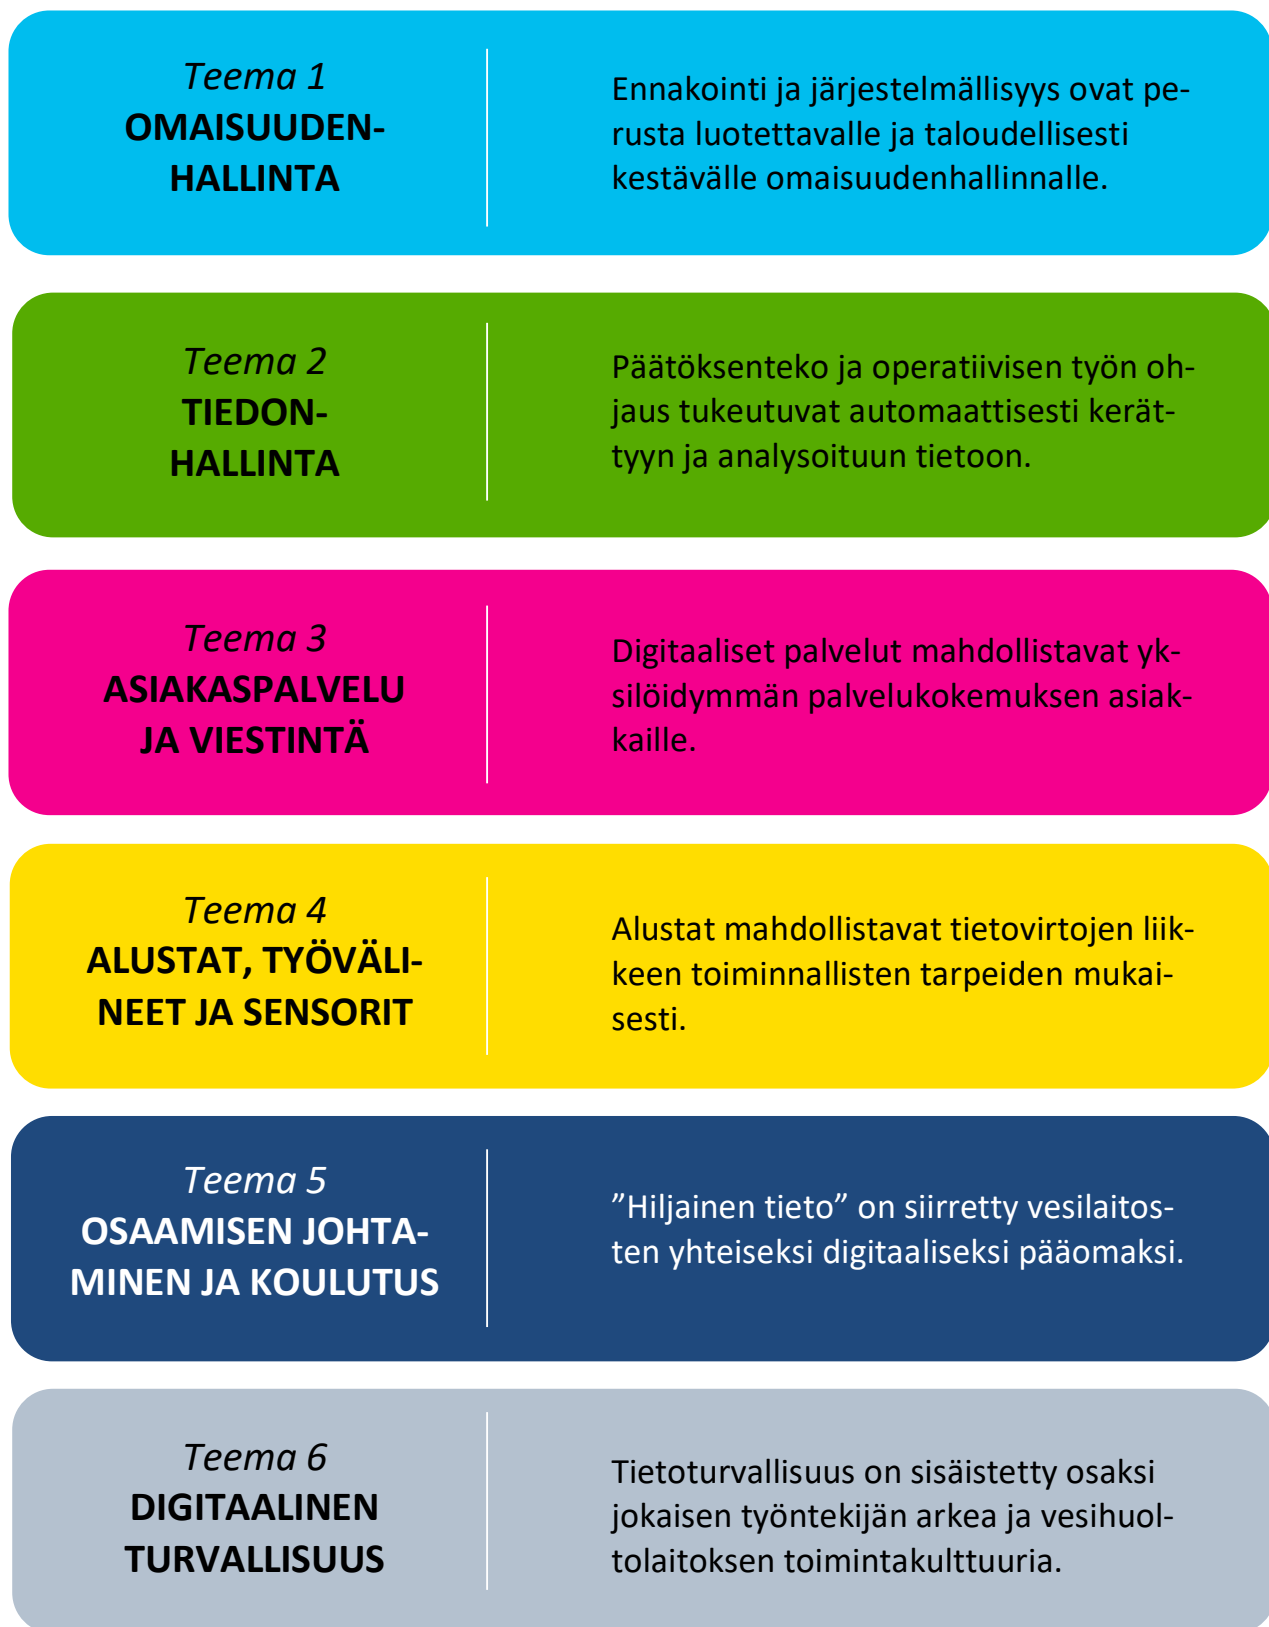 Teema 1
OMAISUUDEN-
HALLINTA
Ennakointi ja järjestelmällisyys ovat pe-
rusta luotettavalle ja taloudellisesti
kestävälle omaisuudenhallinnalle.
Teema 2
TIEDON-
HALLINTA
Päätöksenteko ja operatiivisen työn oh-
jaus tukeutuvat automaattisesti kerät-
tyyn ja analysoituun tietoon.
Teema 3
ASIAKASPALVELU
JA VIESTINTÄ
Digitaaliset palvelut mahdollistavat yk-
silöidymmän palvelukokemuksen asiak-
kaille.
Teema 4
ALUSTAT, TYÖVÄLI-
NEET JA SENSORIT
Alustat mahdollistavat tietovirtojen liik-
keen toiminnallisten tarpeiden mukai-
sesti.
Teema 5
OSAAMISEN JOHTA-
MINEN JA KOULUTUS
”Hiljainen tieto” on siirretty vesilaitos-
ten yhteiseksi digitaaliseksi pääomaksi.
Teema 6
DIGITAALINEN
TURVALLISUUS
Tietoturvallisuus on sisäistetty osaksi
jokaisen työntekijän arkea ja vesihuol-
tolaitoksen toimintakulttuuria.